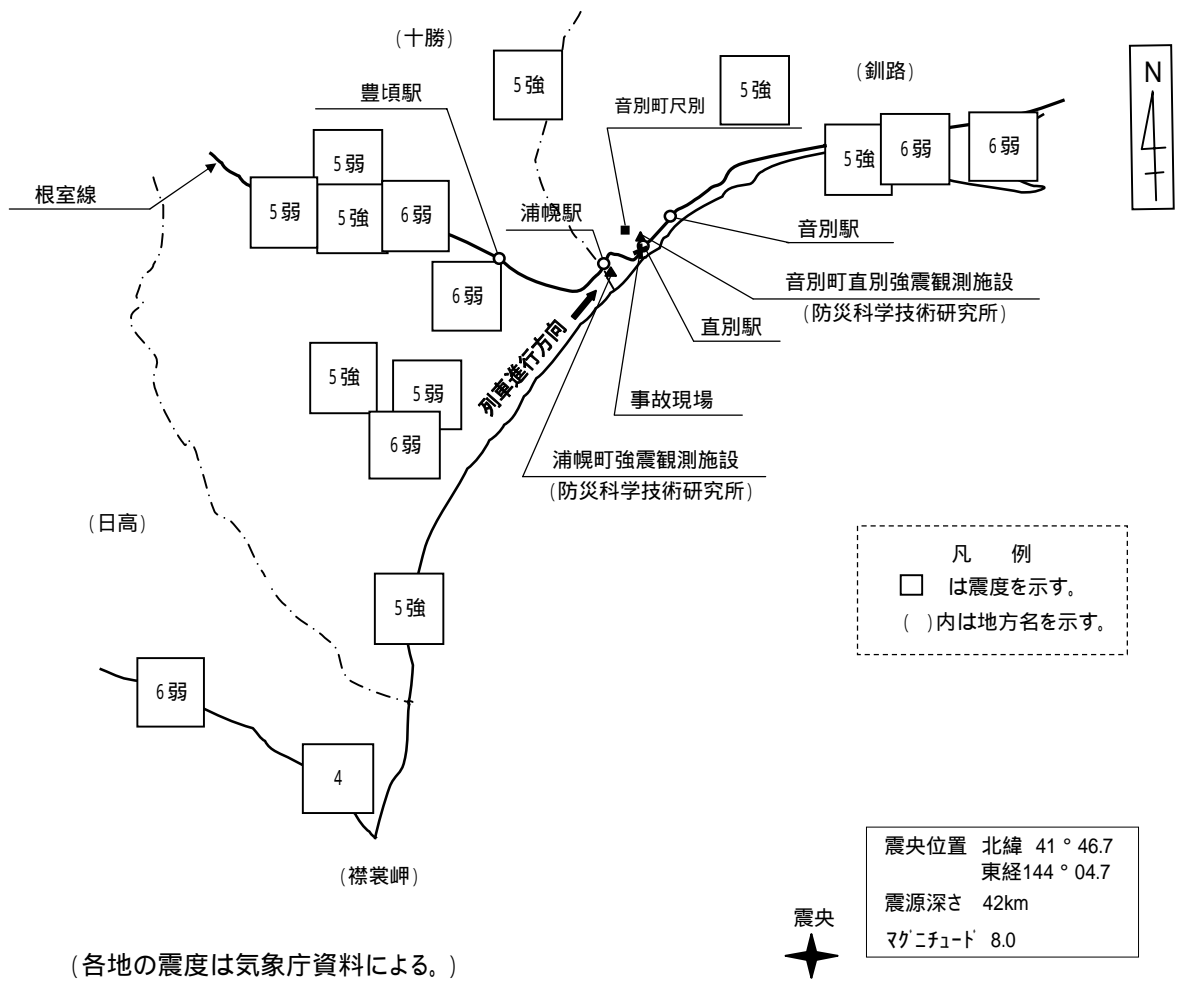 (十勝)
5強
5強
(釧路)
N
豊頃駅
音別町尺別
5弱
5強
6弱
6弱
根室線
5弱
5強
6弱
浦幌駅
音別駅
6弱
音別町直別強震観測施設
(防災科学技術研究所)
直別駅
列車進行方向
5強
5弱
事故現場
6弱
浦幌町強震観測施設
(防災科学技術研究所)
(日高)
凡 例
□ は震度を示す。
( )内は地方名を示す。
5強
6弱
4
(襟裳岬)
震央位置 北緯 41°46.7
東経144°04.7
震源深さ 42km
マグニチュード 8.0
震央
(各地の震度は気象庁資料による。)